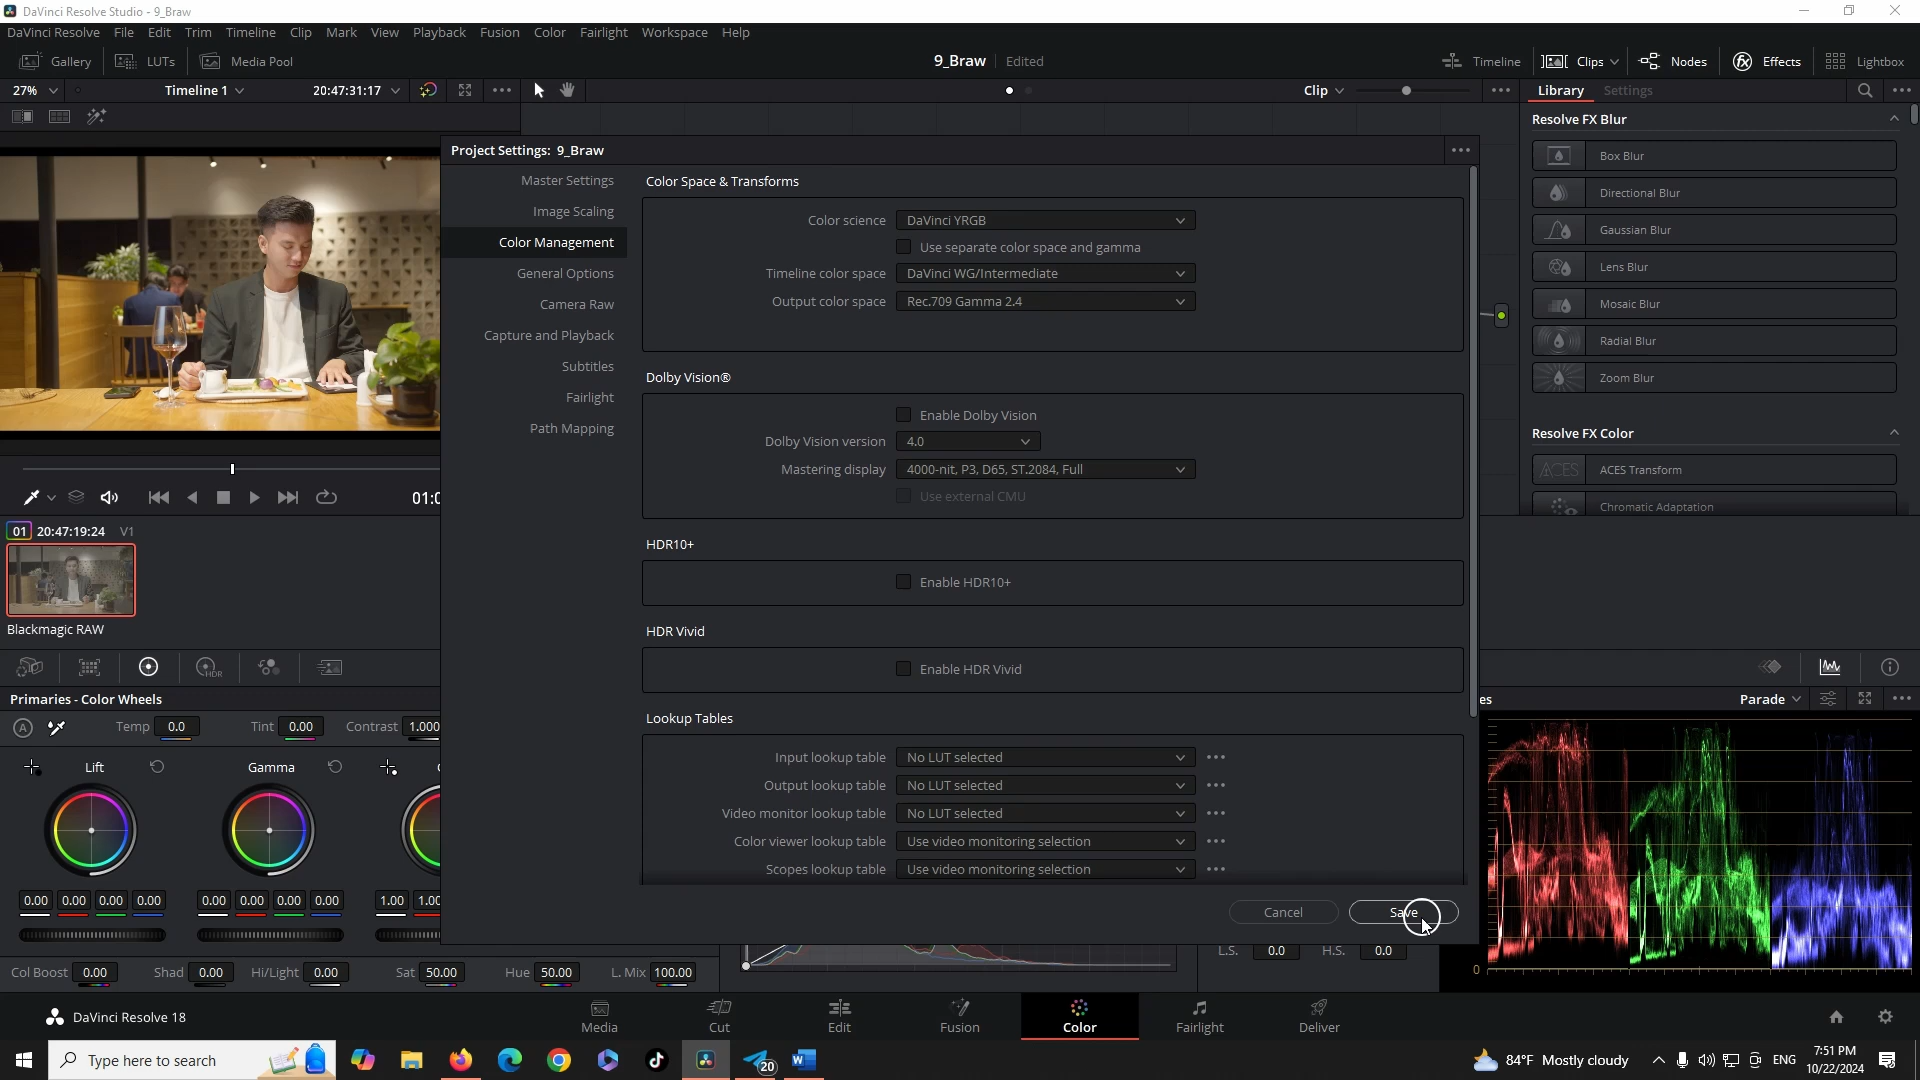 DaVinci Resolve Studio - 9_Braw
DaVinci Resolve File Edit Trim Timeline Clip Mark View Playback Fusion Color Fairlight Workspace Help
Gallery LUTs Media Pool 9_Braw Edited Timeline Clips Nodes Effects Lightbox
27% Timeline 1 20:47:31:17 Clip Library Settings
Resolve FX Blur
Box Blur
Directional Blur
Gaussian Blur
Lens Blur
Mosaic Blur
Radial Blur
Zoom Blur
Resolve FX Color
ACES ACES Transform
Chromatic Adaptation
Project Settings: 9_Braw
Master Settings
Image Scaling
Color Management
General Options
Camera Raw
Capture and Playback
Subtitles
Fairlight
Path Mapping
Color Space & Transforms
Color science DaVinci YRGB
Use separate color space and gamma
Timeline color space DaVinci WG/Intermediate
Output color space Rec.709 Gamma 2.4
Dolby Vision®
Enable Dolby Vision
Dolby Vision version 4.0
Mastering display 4000-nit, P3, D65, ST.2084, Full
Use external CMU
HDR10+
Enable HDR10+
HDR Vivid
Enable HDR Vivid
Lookup Tables
Input lookup table No LUT selected
Output lookup table No LUT selected
Video monitor lookup table No LUT selected
Color viewer lookup table Use video monitoring selection
Scopes lookup table Use video monitoring selection
Cancel Save
01 20:47:19:24 V1
Blackmagic RAW
HDR
Primaries - Color Wheels
A Temp 0.0 Tint 0.00 Contrast 1.000
Lift Gamma
0.00 0.00 0.00 0.00 0.00 0.00 0.00 0.00 1.00
Col Boost 0.00 Shad 0.00 Hi/Light 0.00 Sat 50.00 Hue 50.00 L. Mix 100.00
L.S. 0.0 H.S. 0.0
Parade
0
DaVinci Resolve 18 Media Cut Edit Fusion Color Fairlight Deliver
Type here to search 20 84°F Mostly cloudy ENG 7:51 PM
10/22/2024